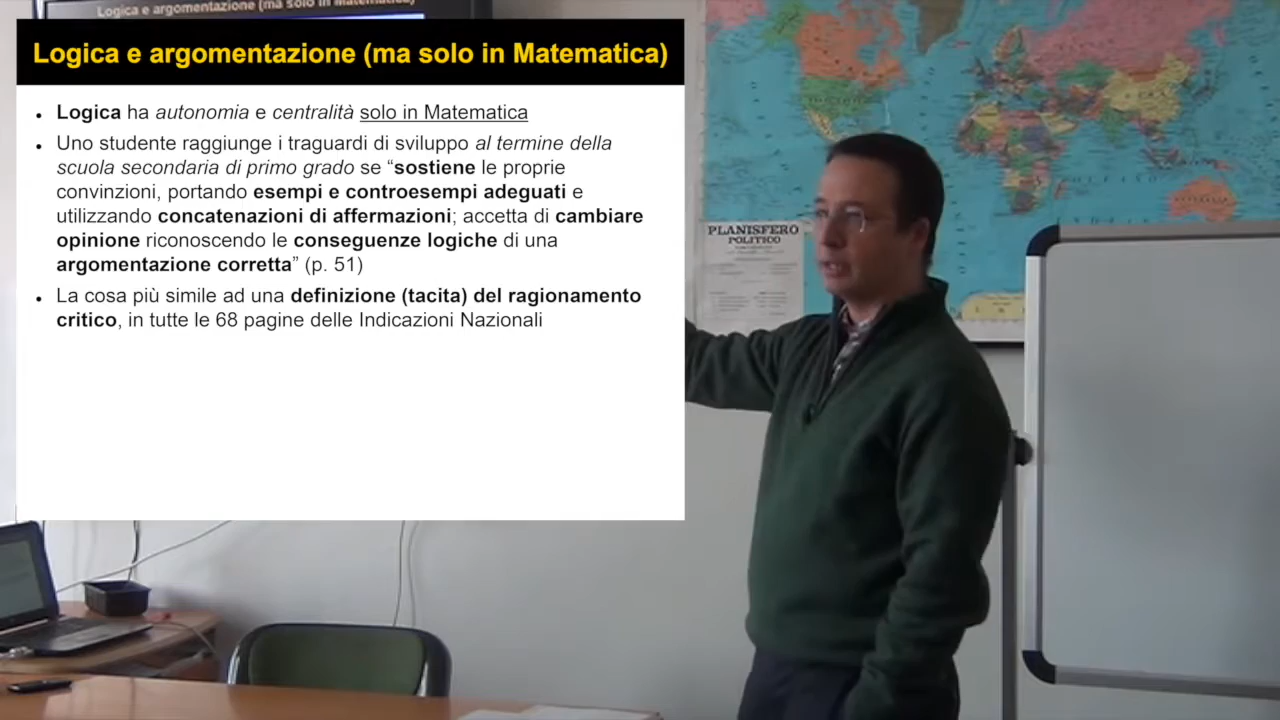 Logica e argomentazione (ma solo in Matematica)
Logica e argomentazione (ma solo in Matematica)
• Logica ha autonomia e centralità solo in Matematica
• Uno studente raggiunge i traguardi di sviluppo al termine della
scuola secondaria di primo grado se “sostiene le proprie
convinzioni, portando esempi e controesempi adeguati e
utilizzando concatenazioni di affermazioni; accetta di cambiare
opinione riconoscendo le conseguenze logiche di una
argomentazione corretta” (p. 51)
• La cosa più simile ad una definizione (tacita) del ragionamento
critico, in tutte le 68 pagine delle Indicazioni Nazionali
PLANISFERO
POLITICO
AUSTRALIA